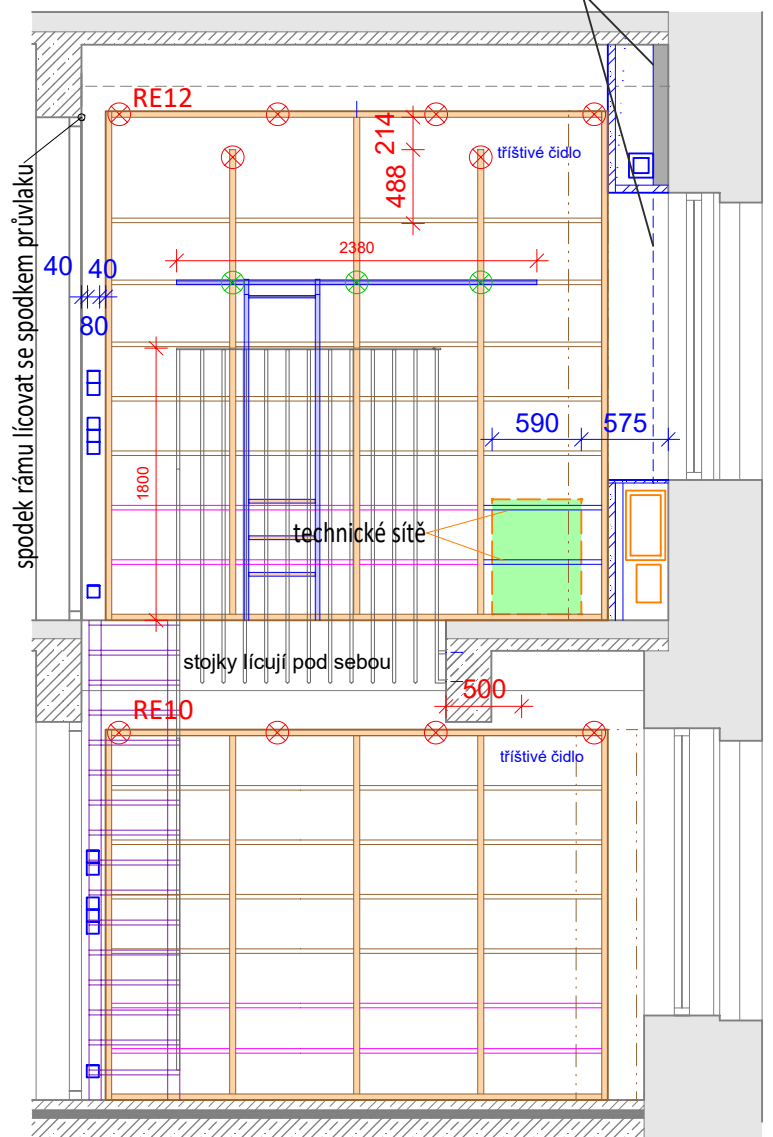 RE12
214
tříštivé čidlo
488
spodek rámu lícovat se spodkem průvlaku
2380
40
40
80
590
575
1800
technické sítě
stojky lícují pod sebou
500
RE10
tříštivé čidlo